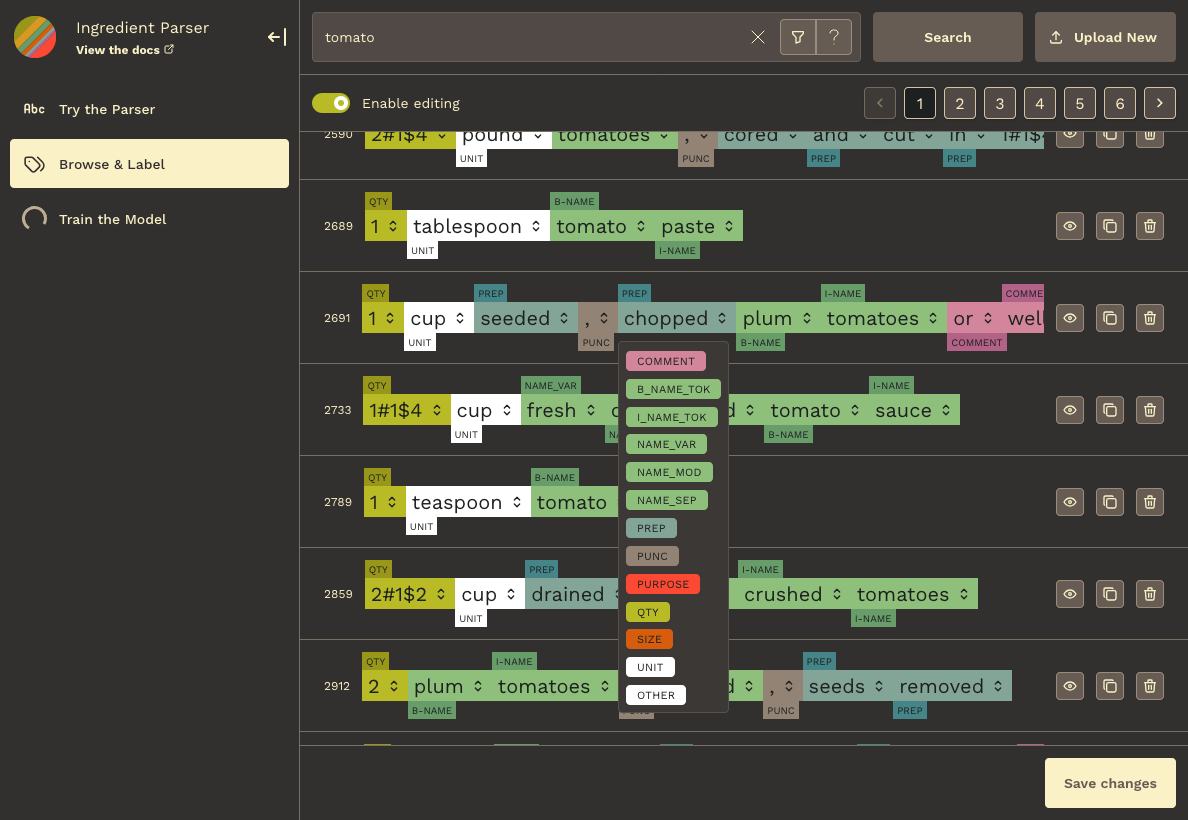 Ingredient Parser
View the docs
Abc Try the Parser
Browse & Label
Train the Model
tomato
?
Search
Upload New
Enable editing
1 2 3 4 5 6
2590 2#1$4 pound tomatoes , cored and cut in 1#1$4
UNIT PUNC PREP PREP
QTY B-NAME
2689 1 tablespoon tomato paste
UNIT I-NAME
QTY PREP PREP I-NAME COMME
2691 1 cup seeded , chopped plum tomatoes or well
UNIT PUNC B-NAME COMMENT
COMMENT
B_NAME_TOK
I_NAME_TOK
NAME_VAR
NAME_MOD
NAME_SEP
PREP
PUNC
PURPOSE
QTY
SIZE
UNIT
OTHER
QTY NAME_VAR I-NAME
2733 1#1$4 cup fresh d tomato sauce
UNIT NA B-NAME
QTY B-NAME
2789 1 teaspoon tomato
UNIT
QTY PREP I-NAME
2859 2#1$2 cup drained crushed tomatoes
UNIT I-NAME
QTY I-NAME PREP
2912 2 plum tomatoes d , seeds removed
B-NAME PUNC PREP
Save changes